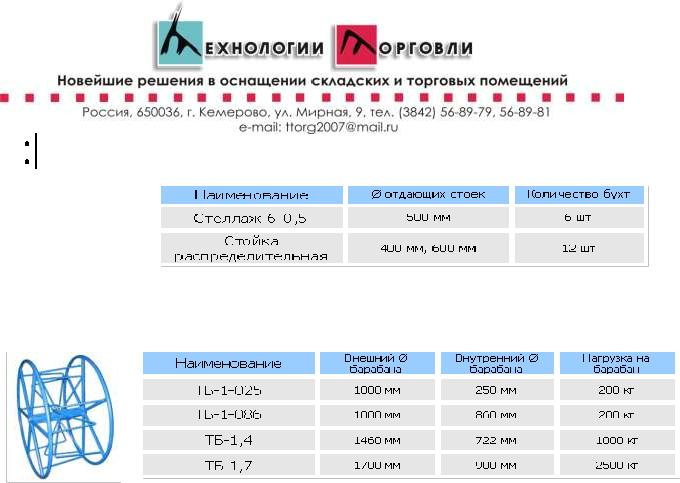 ТЕХНОЛОГИИ ТОРГОВЛИ
Новейшие решения в оснащении складских и торговых помещений
Россия, 650036, г. Кемерово, ул. Мирная, 9, тел. (3842) 56-89-79, 56-89-81
e-mail: ttorg2007@mail.ru
Наименование Ø отдающих стоек Количество бухт
Стеллаж 6-0,5 500 мм 6 шт
Стойка
распределительная 400 мм, 600 мм 12 шт
Наименование Внешний Ø барабана Внутренний Ø барабана Нагрузка на барабан
ТБ-1-025 1000 мм 250 мм 200 кг
ТБ-1-086 1000 мм 860 мм 200 кг
ТБ-1,4 1460 мм 722 мм 1000 кг
ТБ-1,7 1700 мм 900 мм 2500 кг